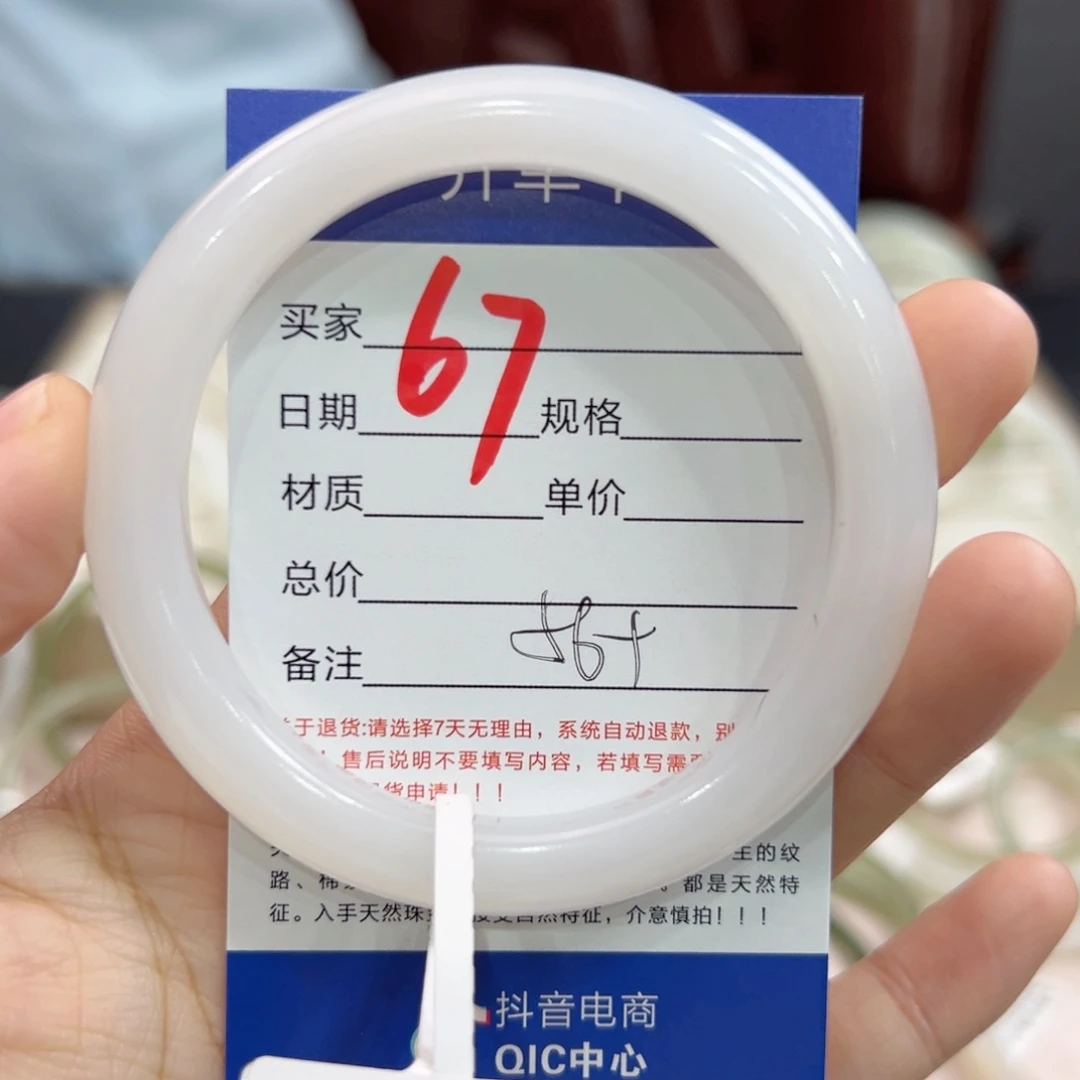 买家 67
日期 规格
材质 单价
总价
备注
于退货:请选择7天无理由，系统自动退款，别
！售后说明不要填写内容，若填写需
货申请！！！
的纹
路、棉 。都是天然特
征。入手天然珠 自然特征，介意慎拍！！！
抖音电商
QIC中心